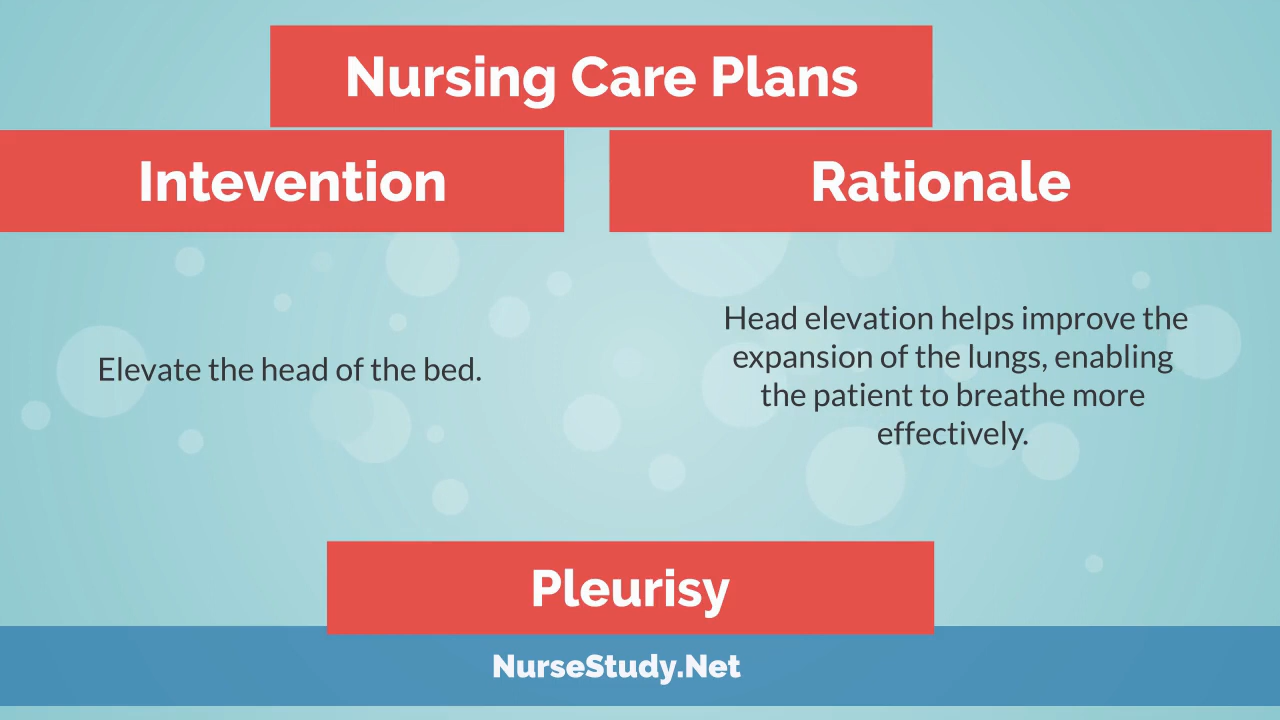 Nursing Care Plans
Intevention
Rationale
Elevate the head of the bed.
Head elevation helps improve the
expansion of the lungs, enabling
the patient to breathe more
effectively.
Pleurisy
NurseStudy.Net